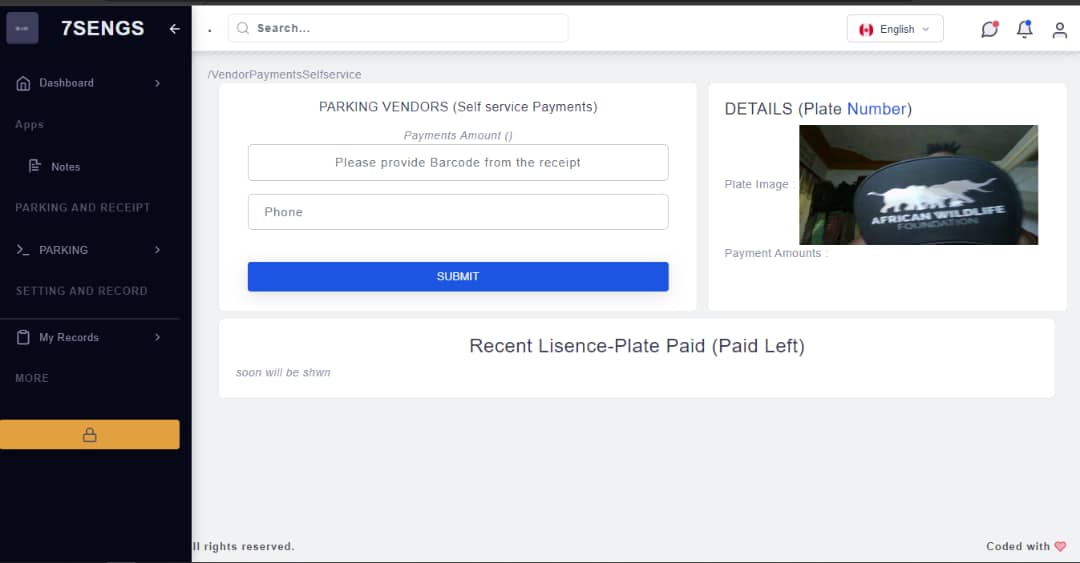 7SENGS
Search...
English
Dashboard
Apps
Notes
PARKING AND RECEIPT
PARKING
SETTING AND RECORD
My Records
MORE
/VendorPaymentsSelfservice
PARKING VENDORS (Self service Payments)
Payments Amount ()
Please provide Barcode from the receipt
Phone
SUBMIT
DETAILS (Plate Number)
Plate Image :
AFRICAN WILDLIFE
FOUNDATION
Payment Amounts :
Recent Lisence-Plate Paid (Paid Left)
soon will be shwn
ll rights reserved.
Coded with